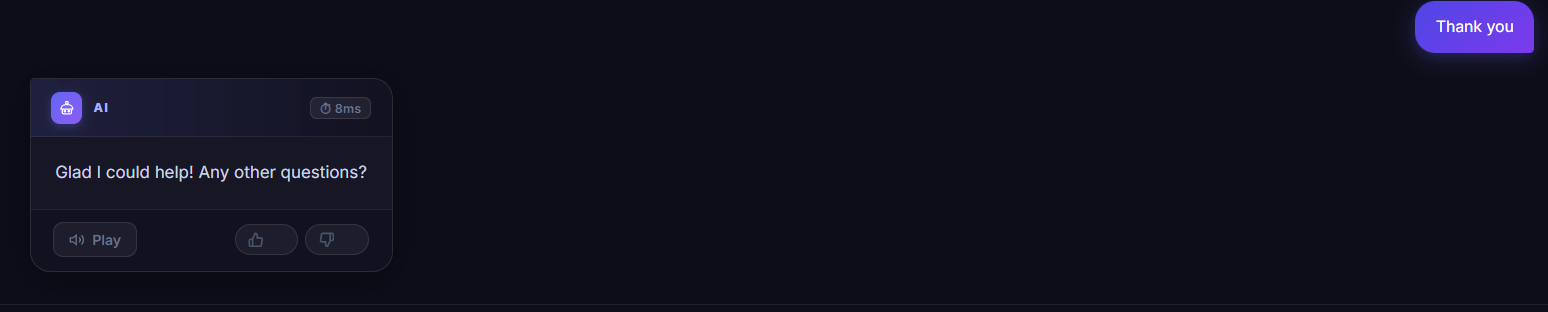 Thank you
AI
8ms
Glad I could help! Any other questions?
Play